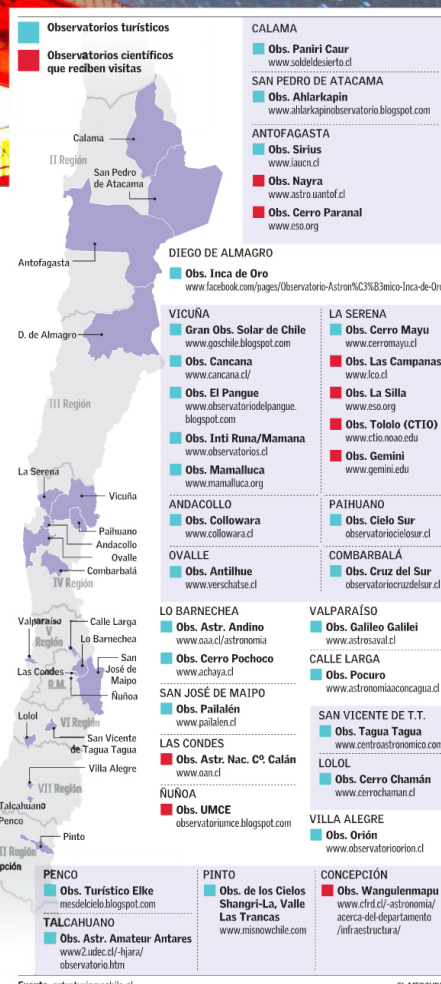 Observatorios turísticos
Observatorios científicos
que reciben visitas
CALAMA
Obs. Paniri Caur
www.soldeldesierto.cl
SAN PEDRO DE ATACAMA
Obs. Ahlarkapin
www.ahlarkapinobservatorio.blogspot.com
ANTOFAGASTA
Obs. Sirius
www.iaucn.cl
Obs. Nayra
www.astro.uantof.cl
Obs. Cerro Paranal
www.eso.org
DIEGO DE ALMAGRO
Obs. Inca de Oro
www.facebook.com/pages/Observatorio-Astron%C3%B3mico-Inca-de-Oro
VICUÑA
Gran Obs. Solar de Chile
www.goschile.blogspot.com
Obs. Cancana
www.cancana.cl/
Obs. El Pangue
www.observatoriodelpangue.
blogspot.com
Obs. Inti Runa/Mamana
www.observatorios.cl
Obs. Mamalluca
www.mamalluca.org
LA SERENA
Obs. Cerro Mayu
www.cerromayu.cl
Obs. Las Campanas
www.lco.cl
Obs. La Silla
www.eso.org
Obs. Tololo (CTIO)
www.ctio.noao.edu
Obs. Gemini
www.gemini.edu
ANDACOLLO
Obs. Collowara
www.collowara.cl
PAIHUANO
Obs. Cielo Sur
observatoriocielosur.cl
OVALLE
Obs. Antilhue
www.verschatse.cl
COMBARBALÁ
Obs. Cruz del Sur
observatoriocruzdelsur.cl
LO BARNECHEA
Obs. Astr. Andino
www.oaa.cl/astronomia
Obs. Cerro Pochoco
www.achaya.cl
SAN JOSÉ DE MAIPO
Obs. Pailalén
www.pailalen.cl
LAS CONDES
Obs. Astr. Nac. Cº. Calán
www.oan.cl
ÑUÑOA
Obs. UMCE
observatoriumce.blogspot.com
VALPARAÍSO
Obs. Galileo Galilei
www.astrosaval.cl
CALLE LARGA
Obs. Pocuro
www.astronomiaaconcagua.cl
SAN VICENTE DE T.T.
Obs. Tagua Tagua
www.centroastronomico.com
LOLOL
Obs. Cerro Chamán
www.cerrochaman.cl
VILLA ALEGRE
Obs. Orión
www.observatoriorion.cl
PENCO
Obs. Turístico Elke
mesdelcielo.blogspot.com
TALCAHUANO
Obs. Astr. Amateur Antares
www2.udec.cl/-hjara/
observatorio.htm
PINTO
Obs. de los Cielos
Shangri-La, Valle
Las Trancas
www.misnowchile.com
CONCEPCIÓN
Obs. Wangulenmapu
www.cfrd.cl/-astronomia/
acerca-del-departamento
/infraestructura/
Calama
II Región
San Pedro
de Atacama
Antofagasta
D. de Almagro
III Región
La Serena
Vicuña
Paihuano
Andacollo
Ovalle
Combarbalá
IV Región
Valparaíso
V
Región
Calle Larga
Lo Barnechea
San
José de
Maipo
Las Condes
R.M.
Ñuñoa
Lolol
VI Región
San Vicente
de Tagua Tagua
Villa Alegre
VII Región
Talcahuano
Penco
Pinto
II Región
pción